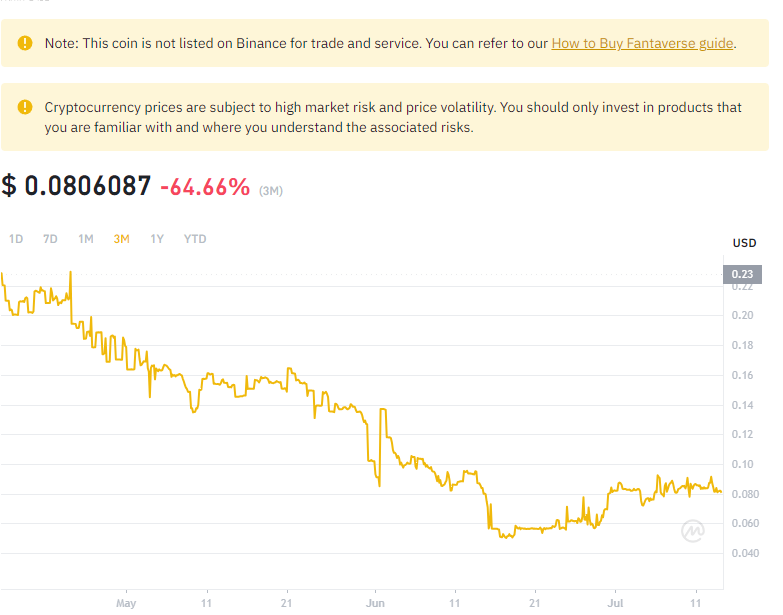 Note: This coin is not listed on Binance for trade and service. You can refer to our How to Buy Fantaverse guide.
Cryptocurrency prices are subject to high market risk and price volatility. You should only invest in products that
you are familiar with and where you understand the associated risks.
$ 0.0806087 -64.66% (3M)
1D 7D 1M 3M 1Y YTD
USD
0.23
0.22
0.20
0.18
0.16
0.14
0.12
0.10
0.080
0.060
0.040
May 11 21 Jun 11 21 Jul 11